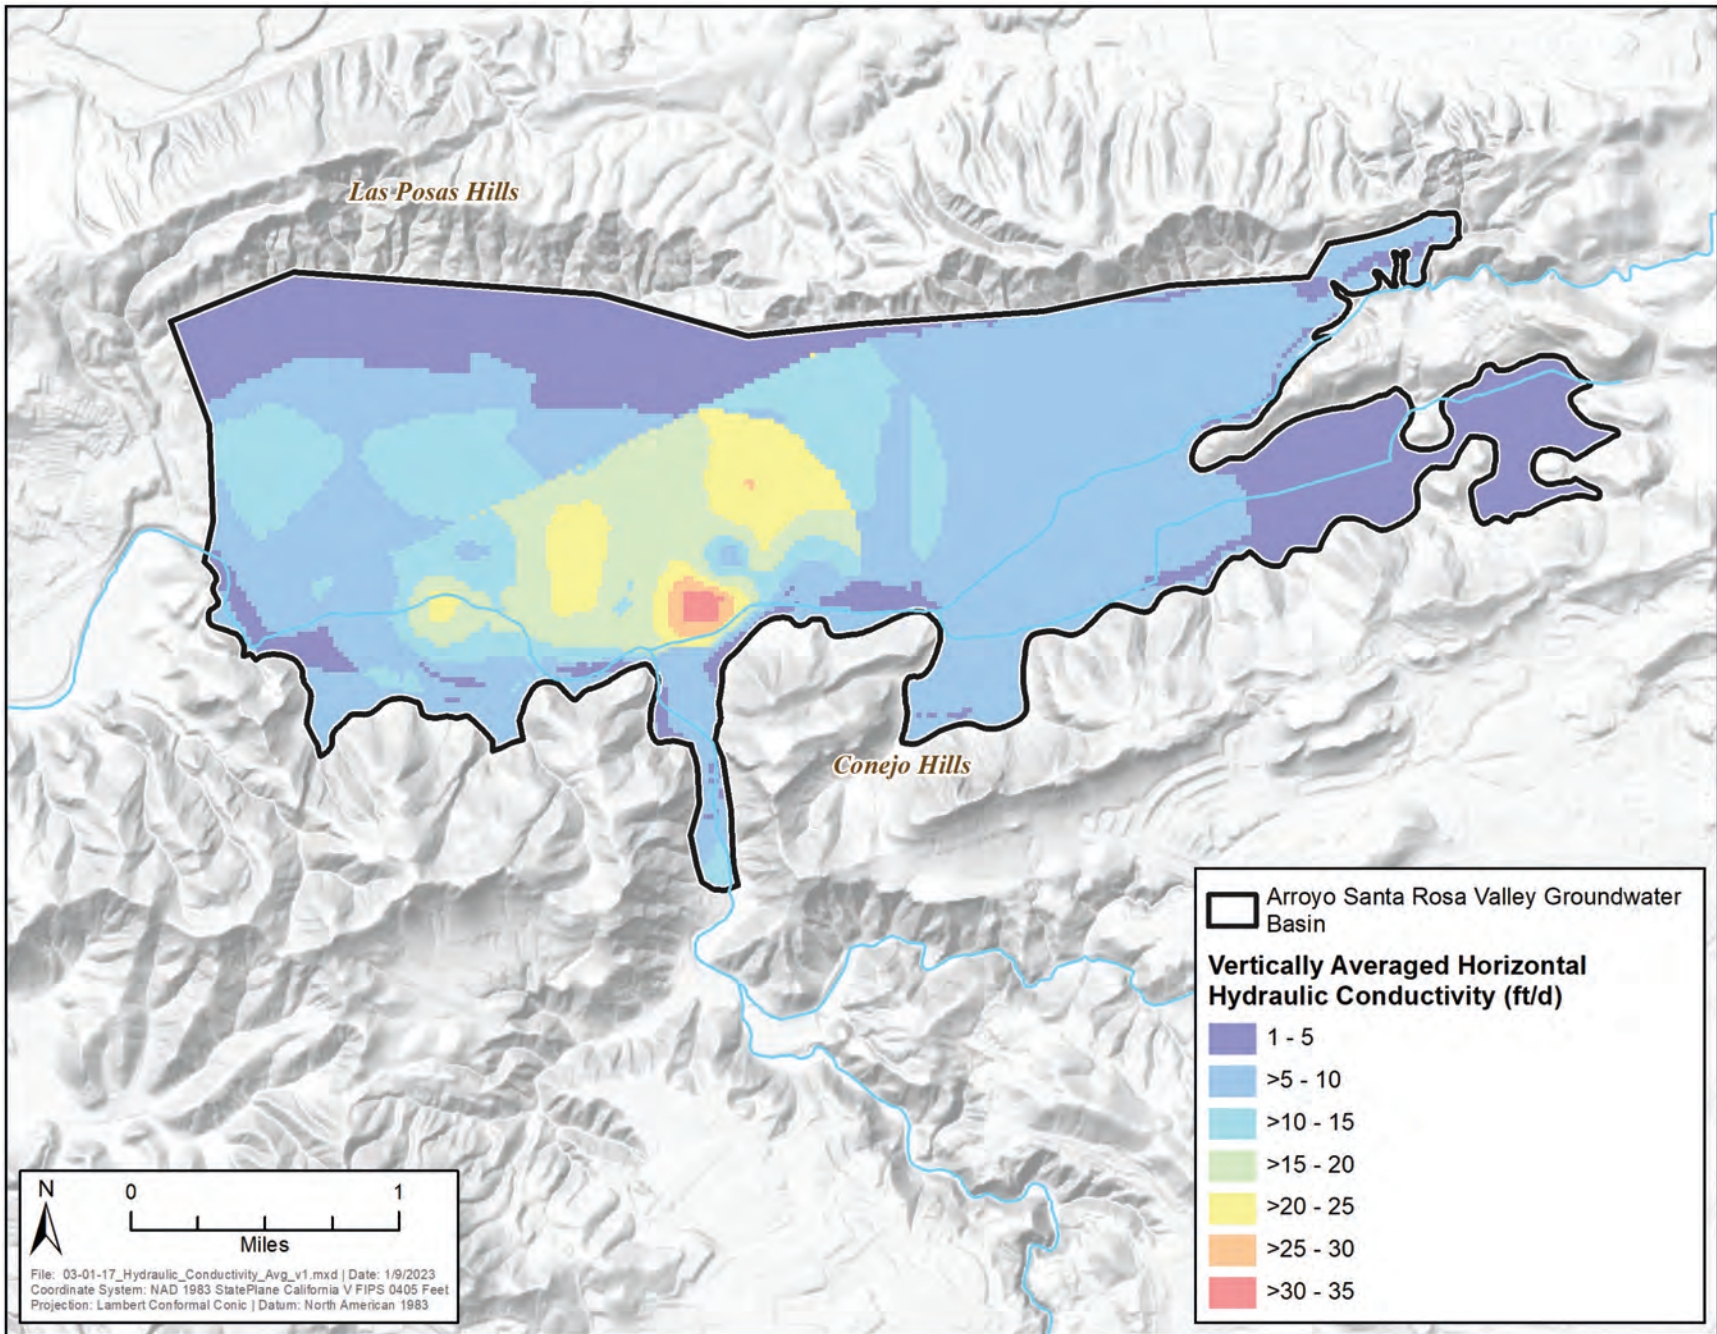 Las Posas Hills
Conejo Hills
Arroyo Santa Rosa Valley Groundwater
Basin
Vertically Averaged Horizontal
Hydraulic Conductivity (ft/d)
1 - 5
>5 - 10
>10 - 15
>15 - 20
>20 - 25
>25 - 30
>30 - 35
N
0 1
Miles
File: 03-01-17_Hydraulic_Conductivity_Avg_v1.mxd | Date: 1/9/2023
Coordinate System: NAD 1983 StatePlane California V FIPS 0405 Feet
Projection: Lambert Conformal Conic | Datum: North American 1983